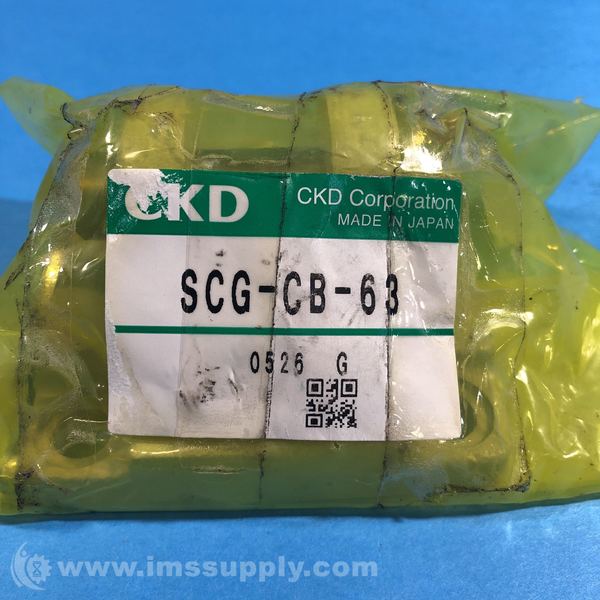 CKD
CKD Corporation
MADE IN JAPAN
SCG-CB-63
0526 G
www.imssupply.com